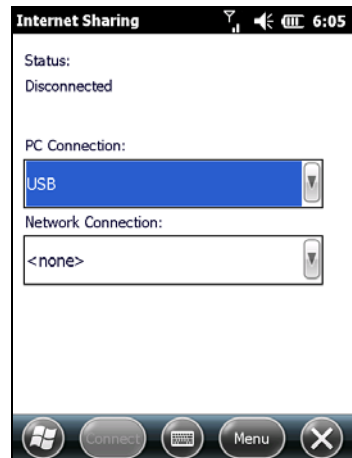 Internet Sharing 6:05
Status:
Disconnected
PC Connection:
USB
Network Connection:
<none>
Connect Menu